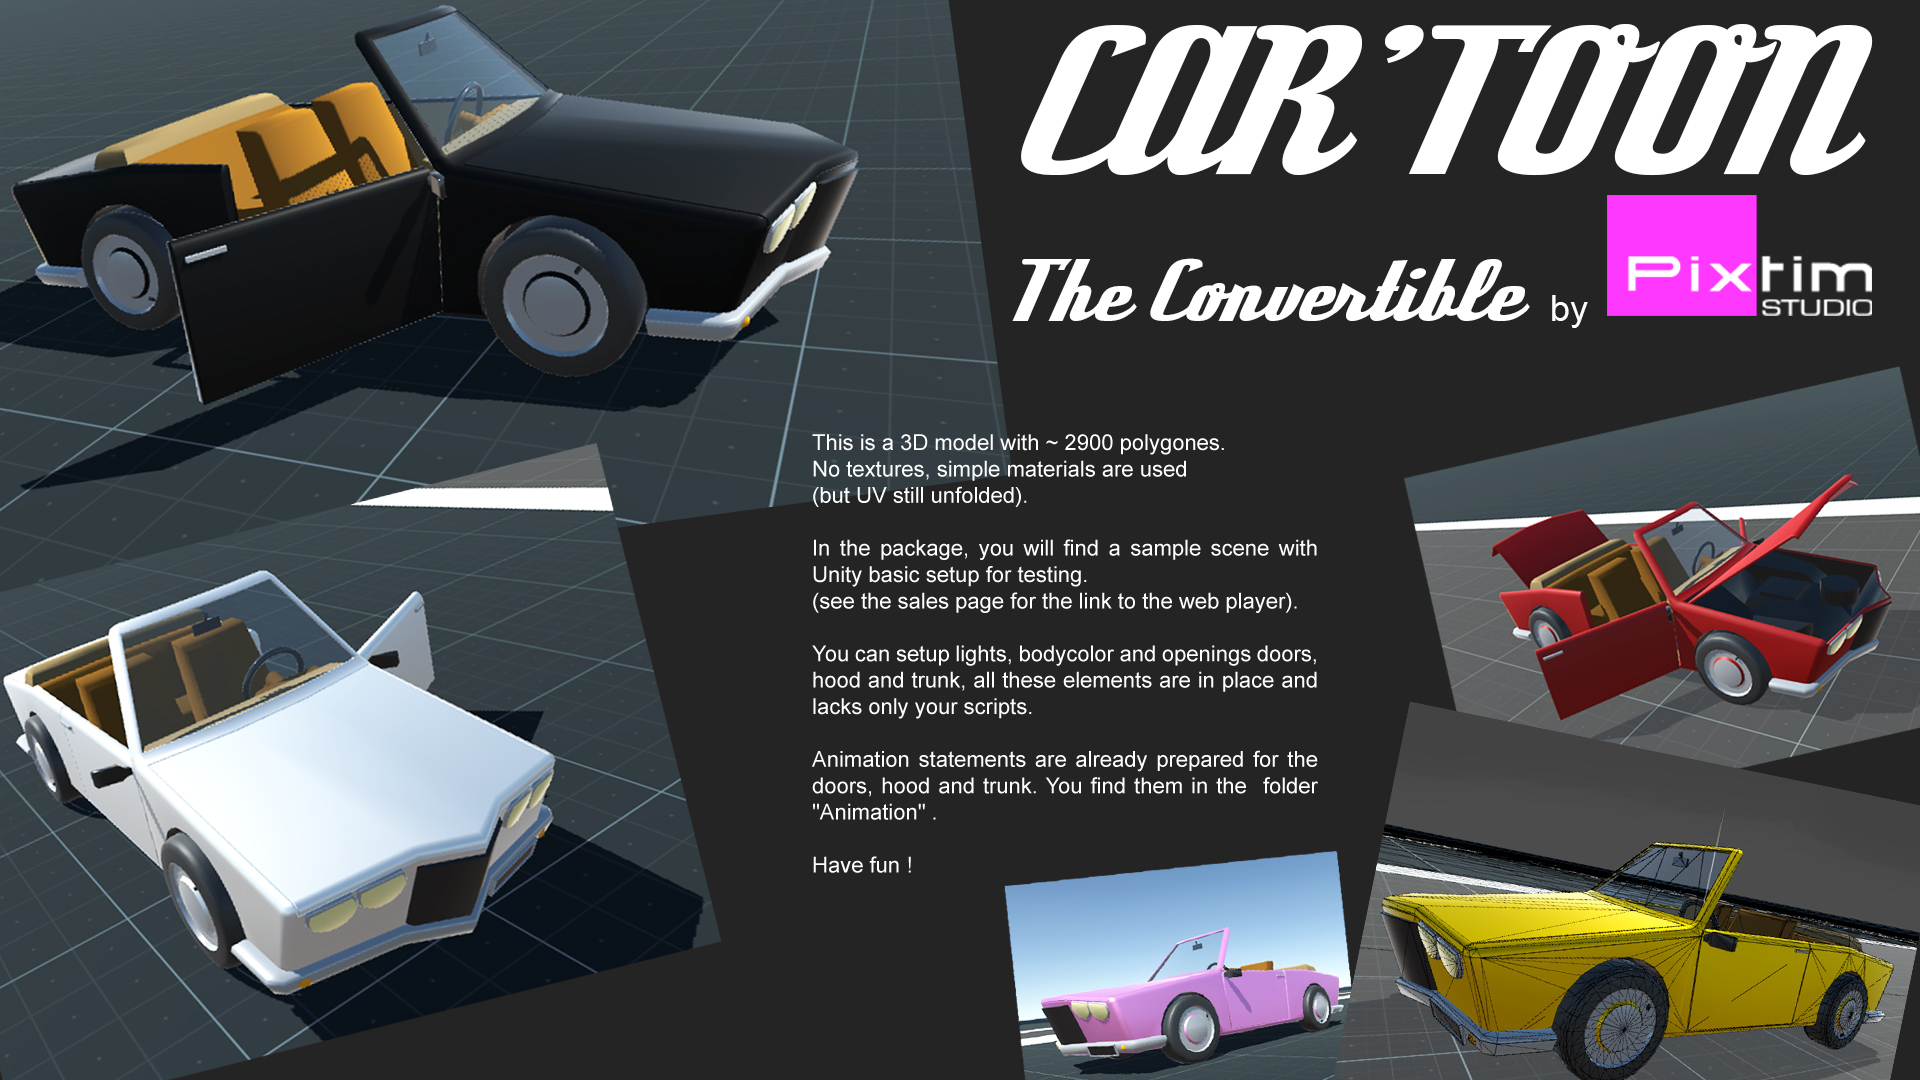 CAR'TOON
The Convertible by Pixtim
STUDIO
This is a 3D model with ~ 2900 polygones.
No textures, simple materials are used
(but UV still unfolded).
In the package, you will find a sample scene with
Unity basic setup for testing.
(see the sales page for the link to the web player).
You can setup lights, bodycolor and openings doors,
hood and trunk, all these elements are in place and
lacks only your scripts.
Animation statements are already prepared for the
doors, hood and trunk. You find them in the  folder
"Animation" .
Have fun !